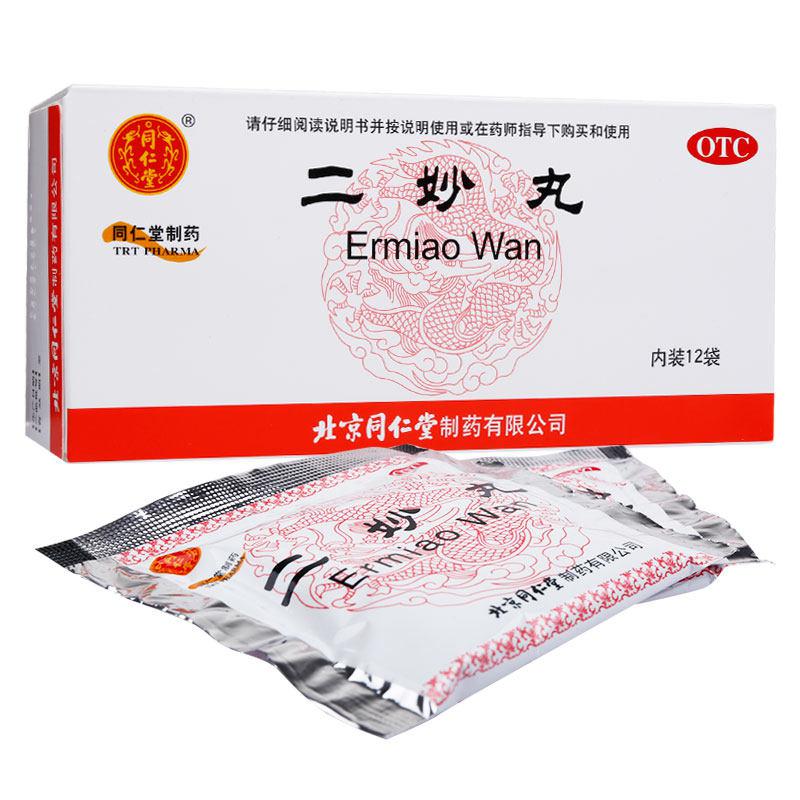 同仁堂
®
同仁堂制药
TRT PHARMA
请仔细阅读说明书并按说明使用或在药师指导下购买和使用
OTC
二妙丸
Ermiao Wan
内装12袋
北京同仁堂制药有限公司
二妙丸
Ermiao Wan
北京同仁堂制药有限公司